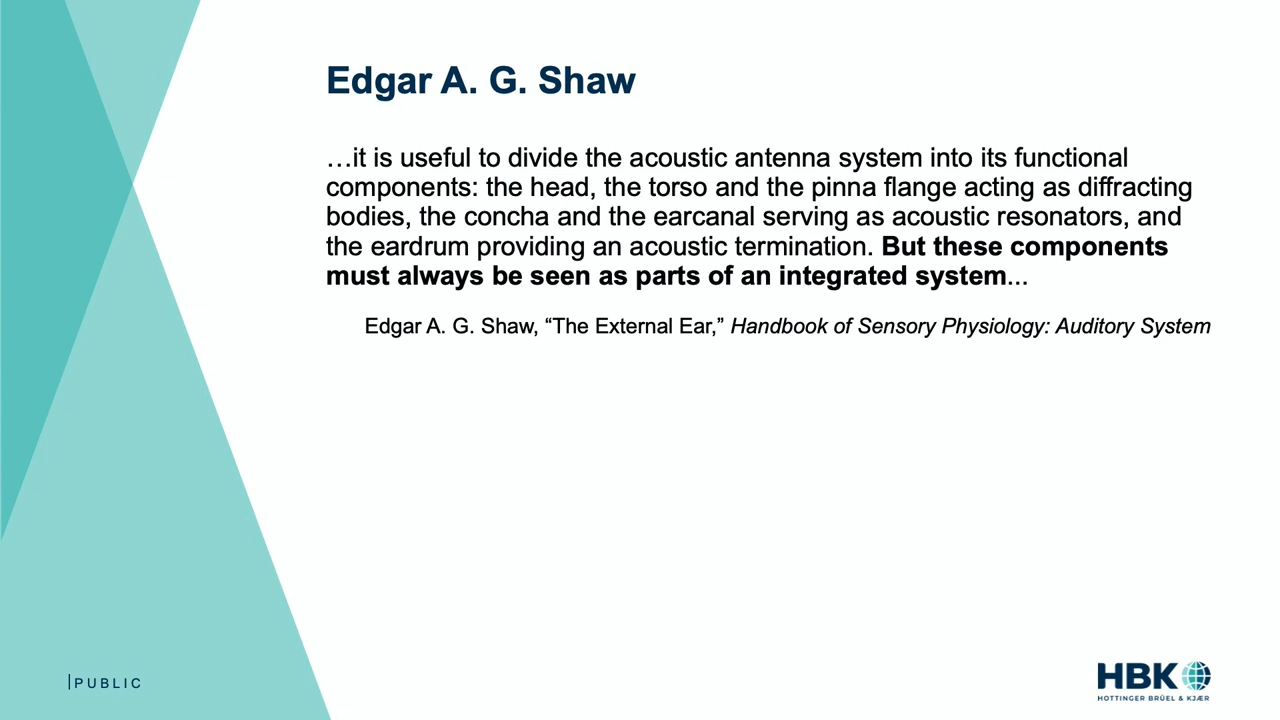 Edgar A. G. Shaw
…it is useful to divide the acoustic antenna system into its functional
components: the head, the torso and the pinna flange acting as diffracting
bodies, the concha and the earcanal serving as acoustic resonators, and
the eardrum providing an acoustic termination. But these components
must always be seen as parts of an integrated system...
Edgar A. G. Shaw, “The External Ear,” Handbook of Sensory Physiology: Auditory System
|PUBLIC
HBK
HOTTINGER BRÜEL & KJÆR